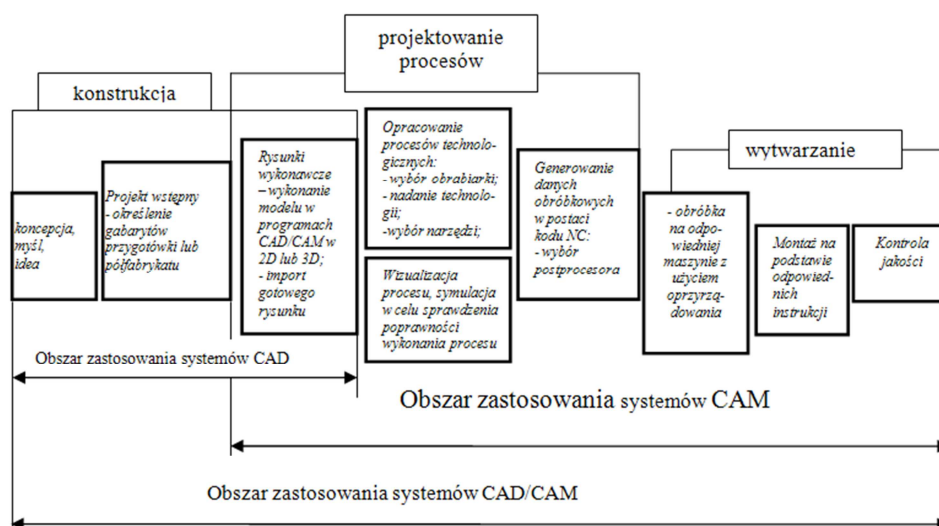 projektowanie
procesów
konstrukcja
wytwarzanie
koncepcja,
myśl,
idea
Projekt wstępny
- określenie
gabarytów
przygotówki lub
półfabrykatu
Rysunki
wykonawcze
– wykonanie
modelu w
programach
CAD/CAM w
2D lub 3D;
- import
gotowego
rysunku
Opracowanie
procesów technolo-
gicznych:
- wybór obrabiarki;
- nadanie technolo-
gii;
-wybór narzędzi;
Wizualizacja
procesu, symulacja
w celu sprawdzenia
poprawności
wykonania procesu
Generowanie
danych
obróbkowych
w postaci
kodu NC:
- wybór
postprocesora
- obróbka
na odpo-
wiedniej
maszynie z
użyciem
oprzyrzą-
dowania
Montaż na
podstawie
odpowied-
nich
instrukcji
Kontrola
jakości
Obszar zastosowania systemów CAD
Obszar zastosowania systemów CAM
Obszar zastosowania systemów CAD/CAM